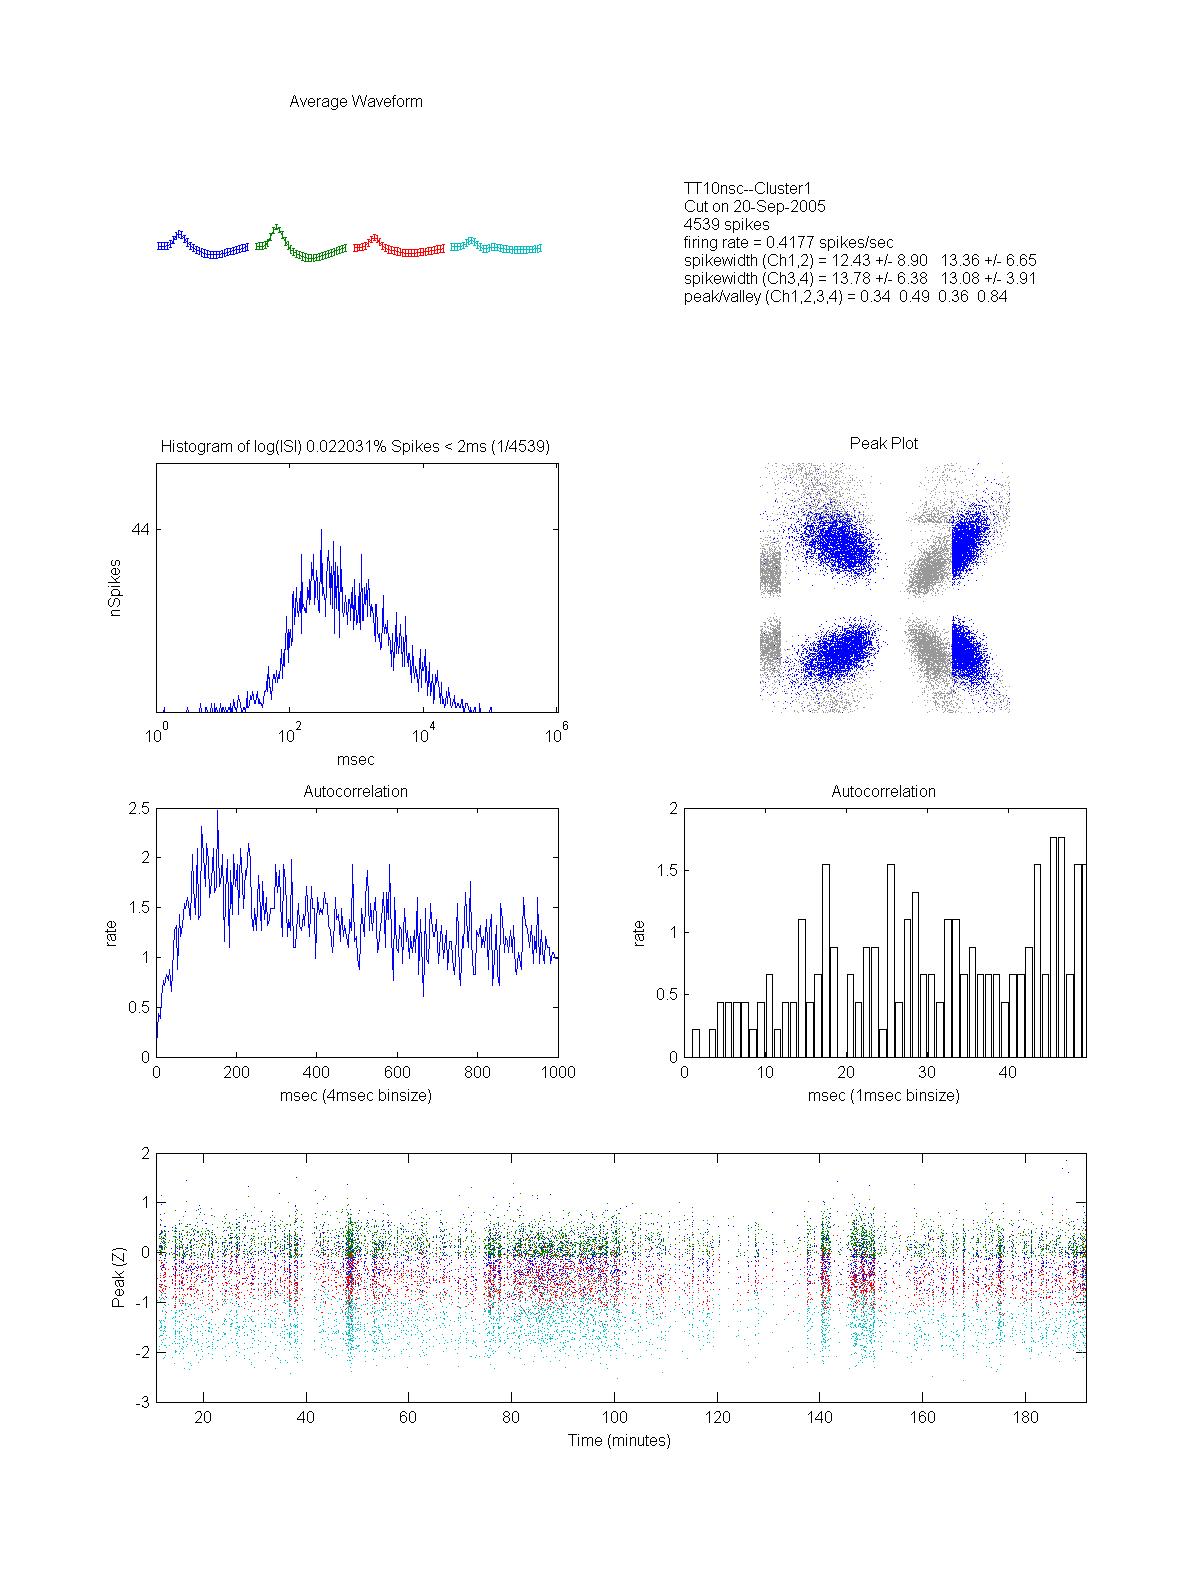 Average Waveform
TT10nsc--Cluster1
Cut on 20-Sep-2005
4539 spikes
firing rate = 0.4177 spikes/sec
spikewidth (Ch1,2) = 12.43 +/- 8.90 13.36 +/- 6.65
spikewidth (Ch3,4) = 13.78 +/- 6.38 13.08 +/- 3.91
peak/valley (Ch1,2,3,4) = 0.34 0.49 0.36 0.84
Histogram of log(ISI) 0.022031% Spikes < 2ms (1/4539)
44
nSpikes
10^0 10^2 10^4 10^6
msec
Peak Plot
Autocorrelation
2.5
2
1.5
1
0.5
0
rate
0 200 400 600 800 1000
msec (4msec binsize)
Autocorrelation
2
1.5
1
0.5
0
rate
0 10 20 30 40
msec (1msec binsize)
2
1
0
-1
-2
-3
Peak (Z)
20 40 60 80 100 120 140 160 180
Time (minutes)